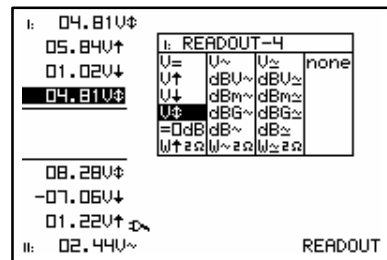 I: 04.81V⇕
05.84V↑
01.02V↓
04.81V⇕
I: READOUT-4
V= V~ V≃ none
V↑ dBV~ dBV≃
V↓ dBm~ dBm≃
V⇕ dBG~ dBG≃
=0dB dB~ dB≃
W↑2Ω W~2Ω W≃2Ω
08.28V⇕
-07.06V↓
01.22V↑
II: 02.44V~
READOUT